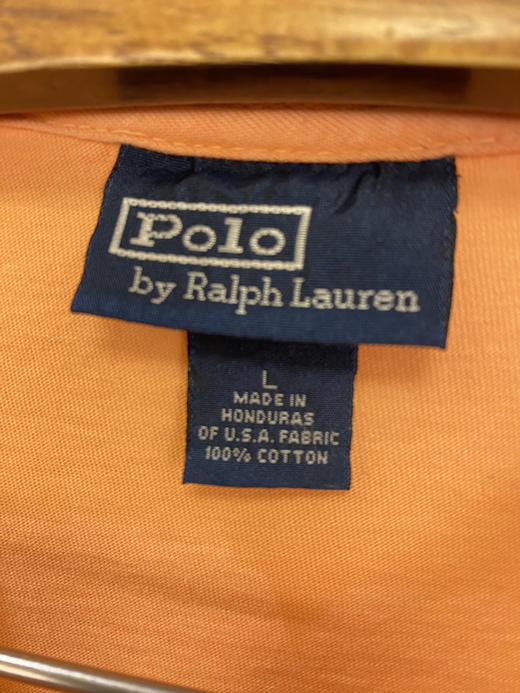 Polo
by Ralph Lauren
L
MADE IN
HONDURAS
OF U.S.A. FABRIC
100% COTTON